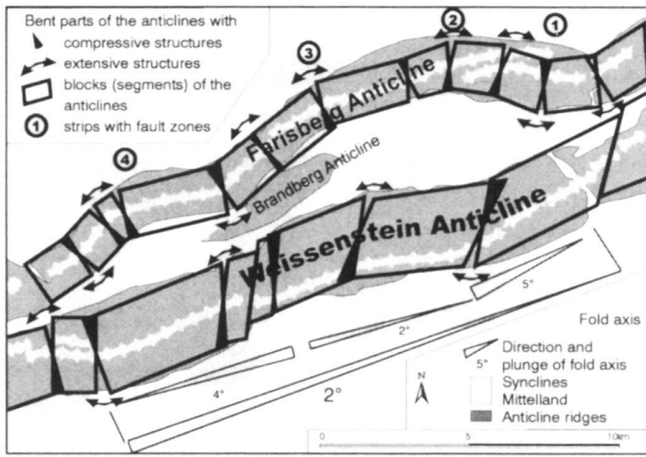 Bent parts of the anticlines with
compressive structures
extensive structures
blocks (segments) of the
anticlines
1 strips with fault zones
4
3
2
1
Farisberg Anticline
Brandberg Anticline
Weissenstein Anticline
5°
2°
4°
2°
Fold axis
N
5°
Direction and
plunge of fold axis
Synclines
Mittelland
Anticline ridges
0 5 10km